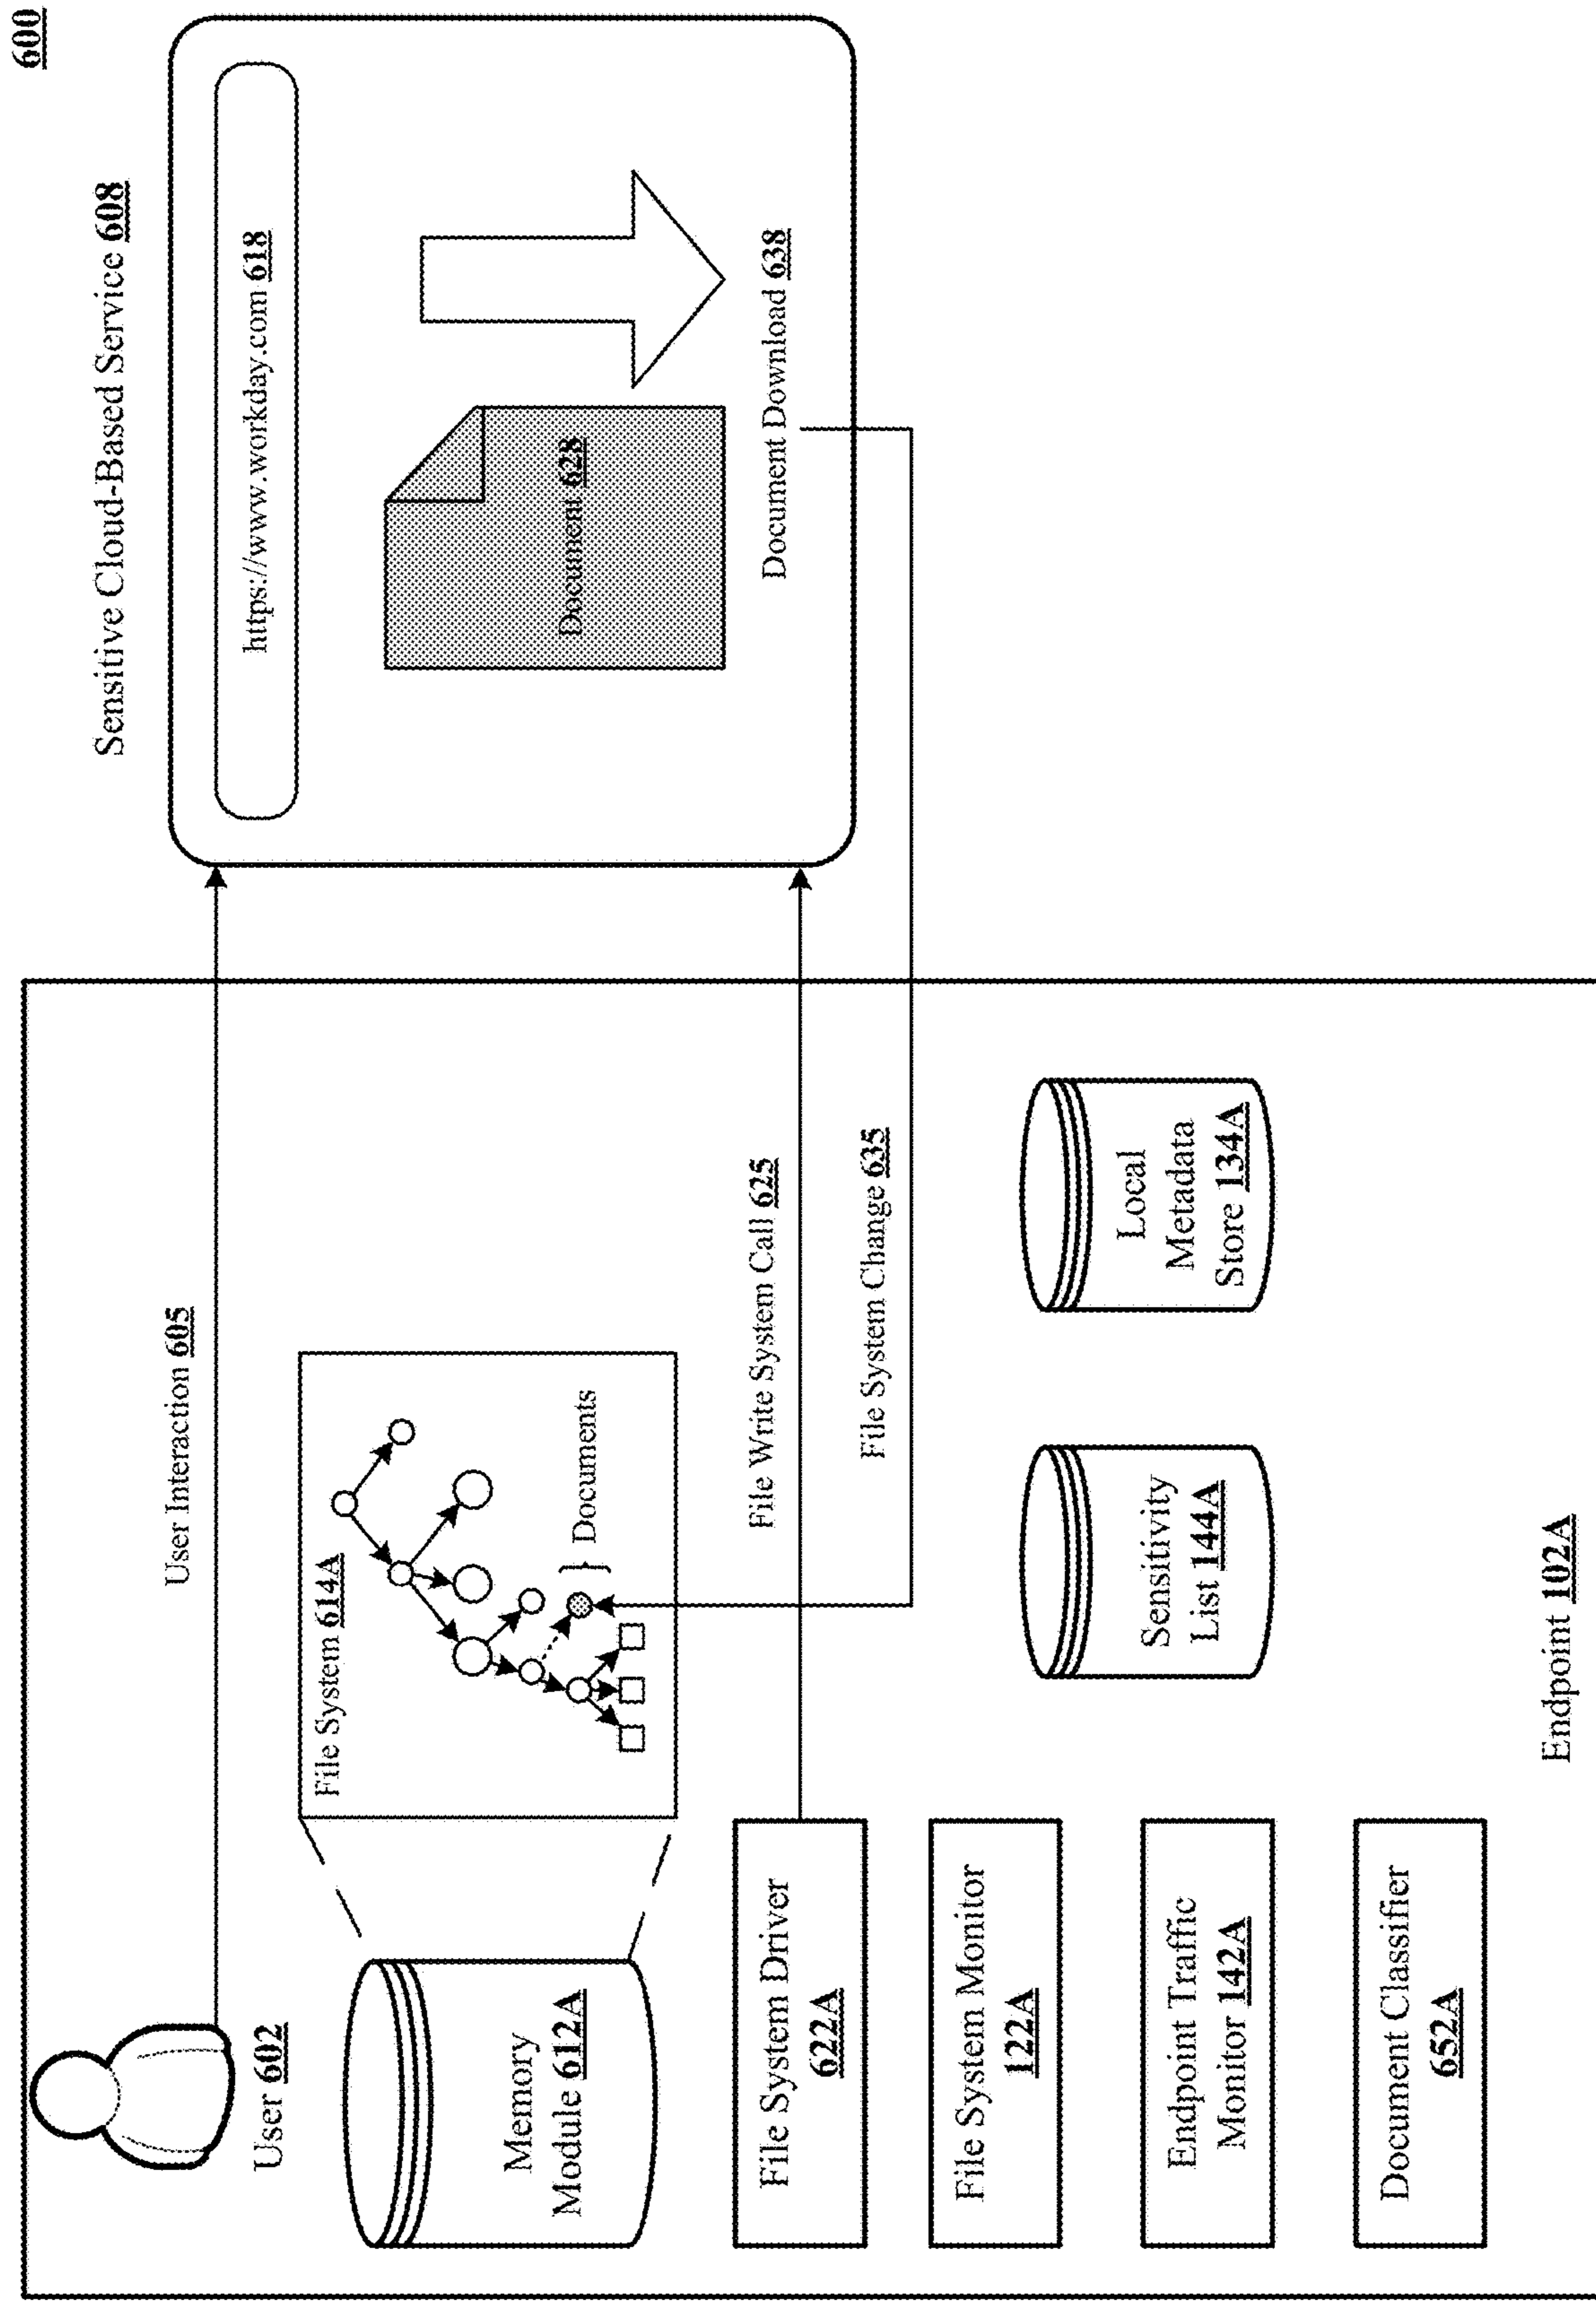 600
Sensitive Cloud-Based Service 608
https://www.workday.com 618
Document 628
Document Download 638
User Interaction 605
User 602
File System 614A
Documents
Memory
Module 612A
File Write System Call 625
File System Change 635
File System Driver
622A
File System Monitor
122A
Endpoint Traffic
Monitor 142A
Document Classifier
652A
Sensitivity
List 144A
Local
Metadata
Store 134A
Endpoint 102A